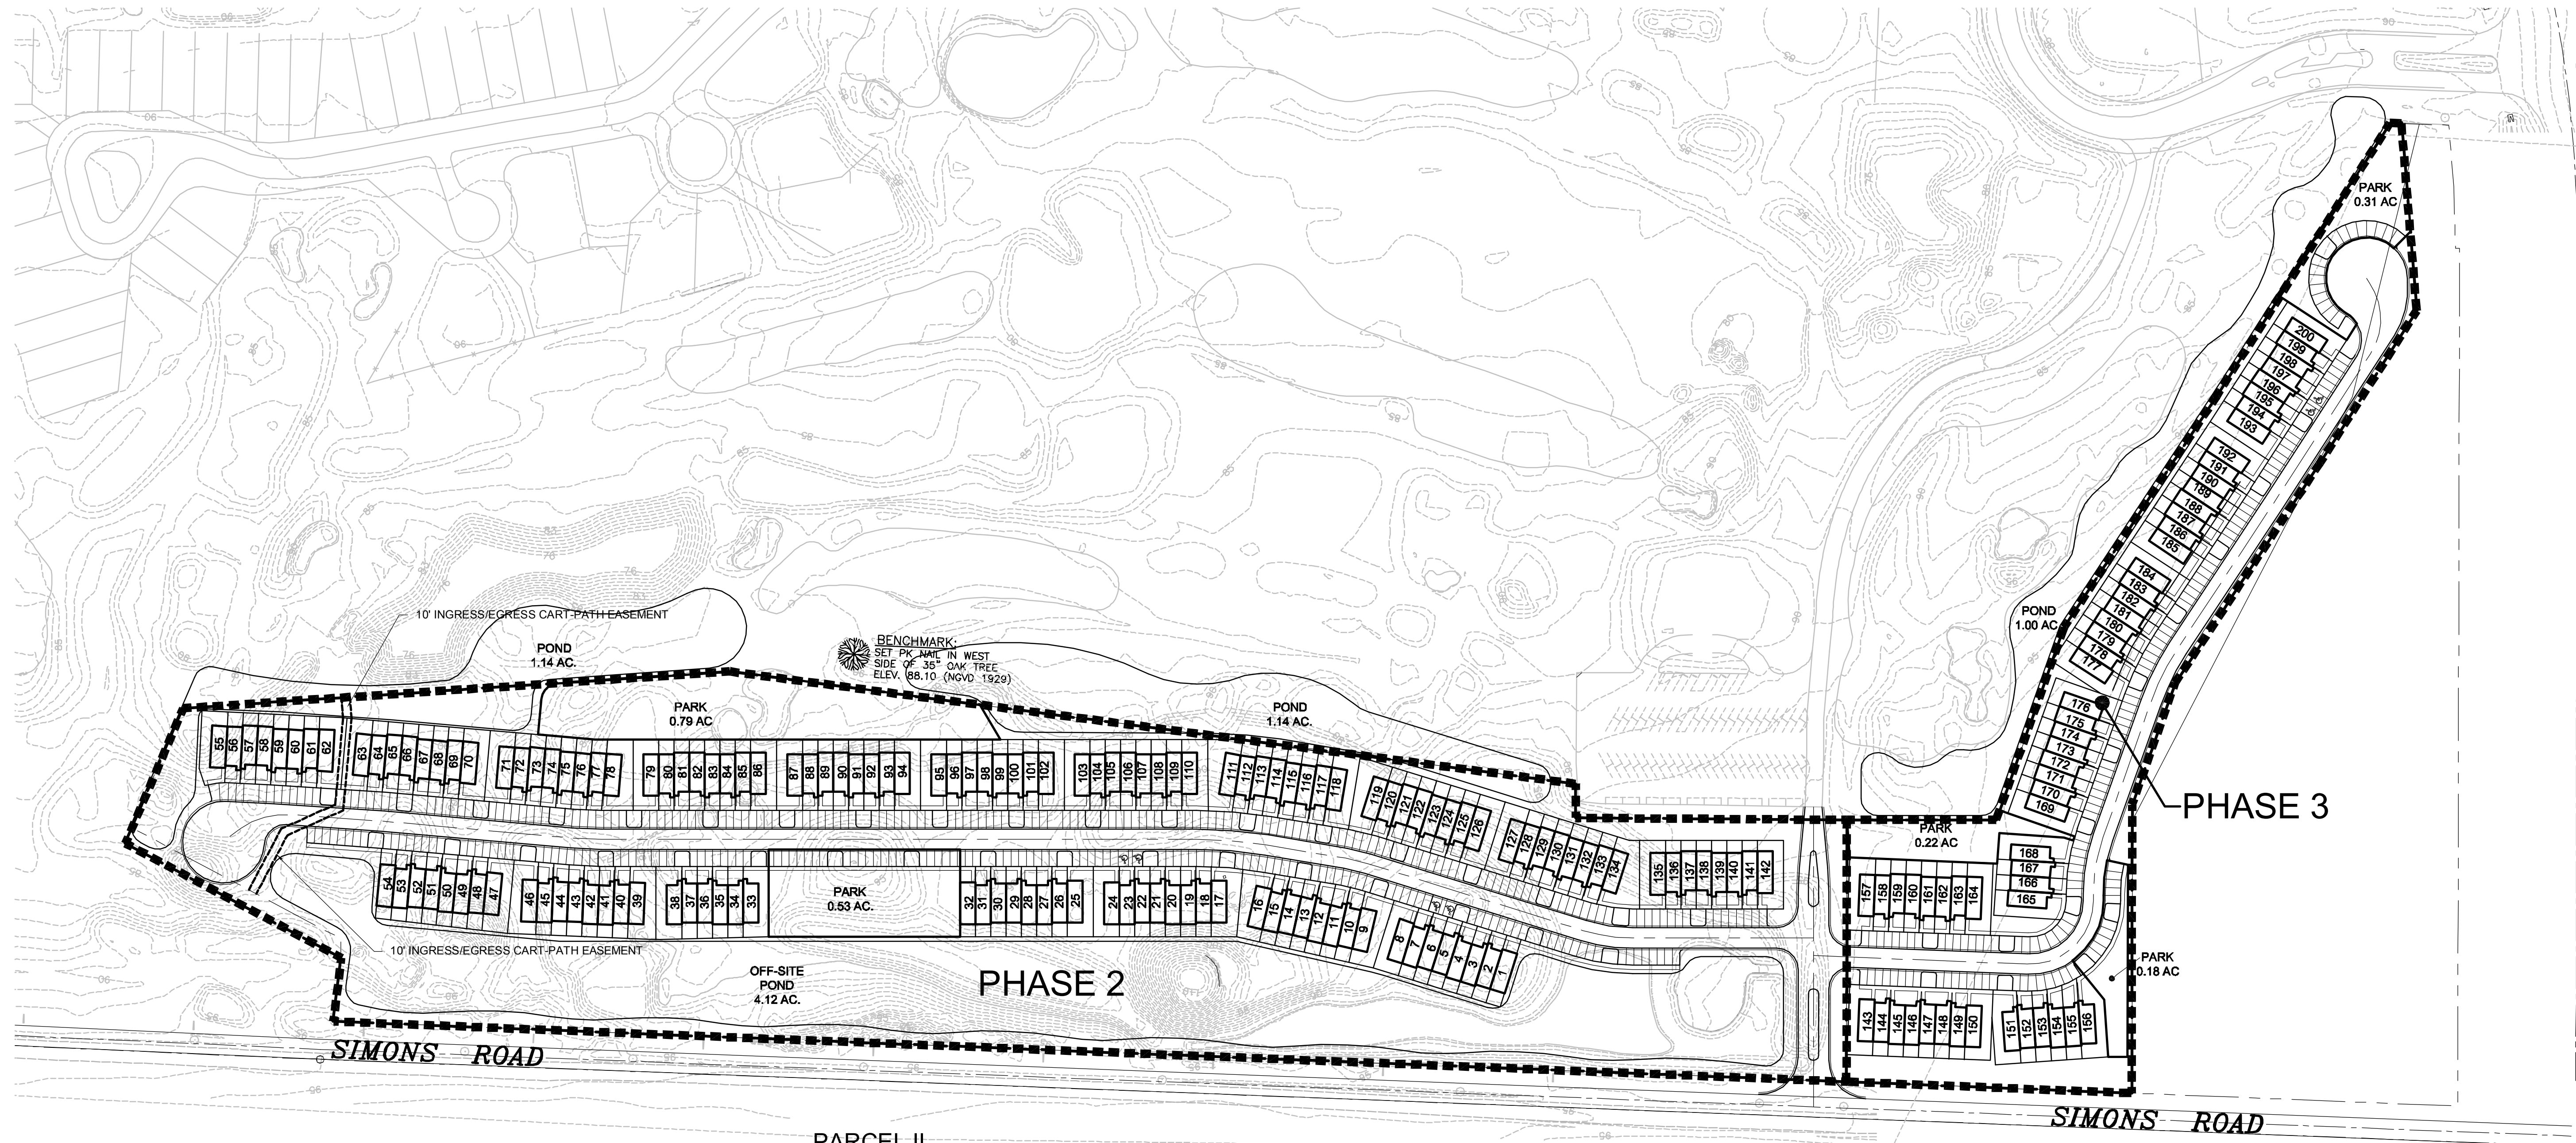 PARK
0.31 AC
200
199
198
197
196
195
194
193
192
191
190
189
188
187
186
185
184
183
182
181
180
179
178
177
176
175
174
173
172
171
170
169
POND
1.00 AC
PHASE 3
10' INGRESS/EGRESS CART-PATH EASEMENT
POND
1.14 AC.
BENCHMARK:
SET PK NAIL IN WEST
SIDE OF 35" OAK TREE
ELEV. 88.10 (NGVD 1929)
PARK
0.79 AC
POND
1.14 AC.
55 56 57 58 59 60 61 62
63 64 65 66 67 68 69 70
71 72 73 74 75 76 77 78
79 80 81 82 83 84 85 86
87 88 89 90 91 92 93 94
95 96 97 98 99 100 101 102
103 104 105 106 107 108 109 110
111 112 113 114 115 116 117 118
119 120 121 122 123 124 125 126
127 128 129 130 131 132 133 134
135 136 137 138 139 140 141 142
PARK
0.22 AC
157 158 159 160 161 162 163 164
168
167
166
165
54 53 52 51 50 49 48 47
46 45 44 43 42 41 40 39
38 37 36 35 34 33
PARK
0.53 AC.
32 31 30 29 28 27 26 25
24 23 22 21 20 19 18 17
16 15 14 13 12 11 10 9
8 7 6 5 4 3 2 1
10' INGRESS/EGRESS CART-PATH EASEMENT
OFF-SITE
POND
4.12 AC.
PHASE 2
PARK
0.18 AC
143 144 145 146 147 148 149 150
151 152 153 154 155 156
SIMONS ROAD
SIMONS ROAD
PARCEL II